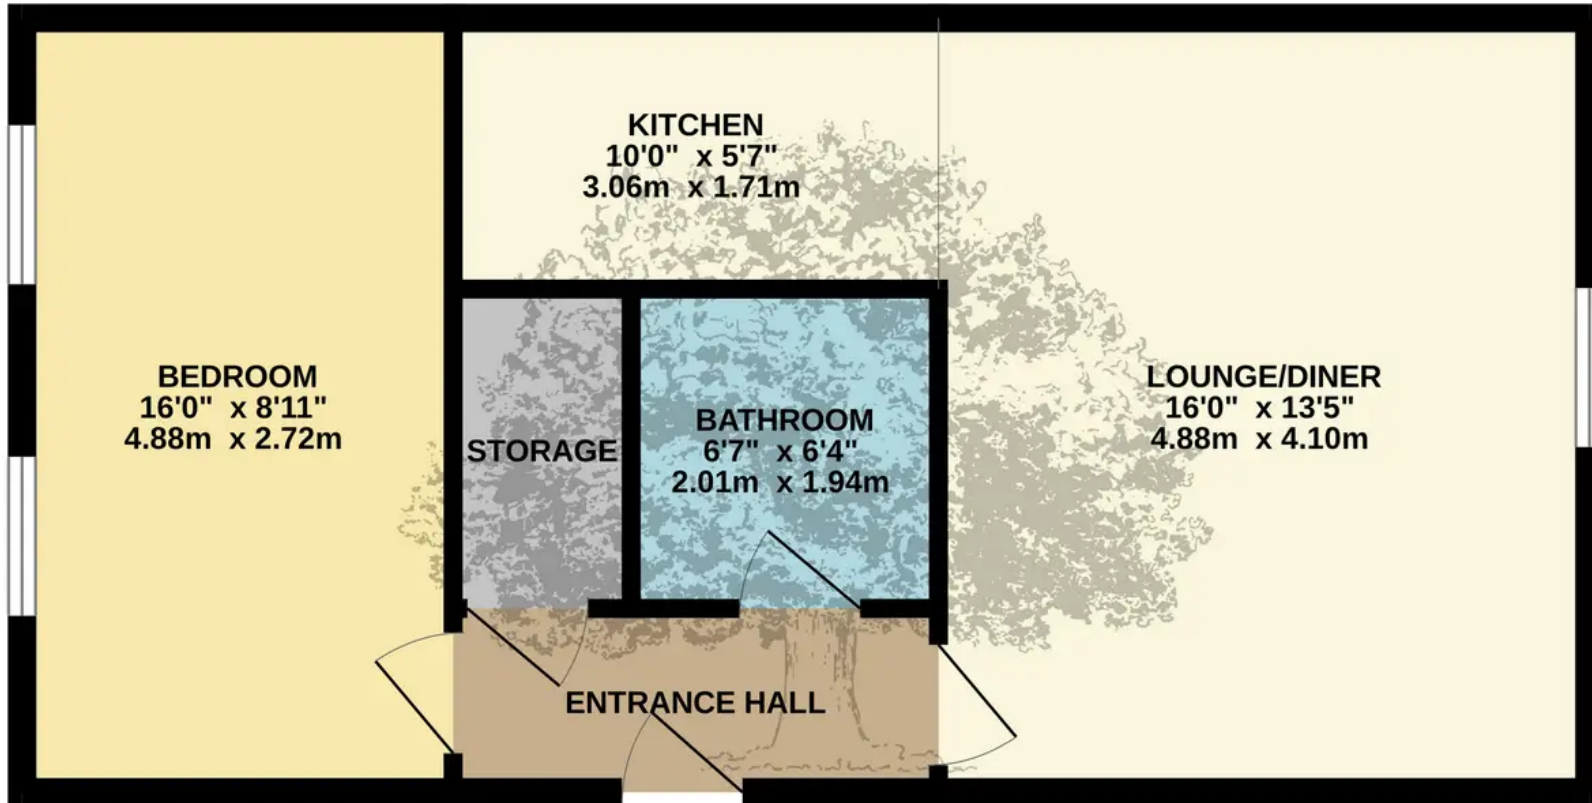 KITCHEN
10'0" x 5'7"
3.06m x 1.71m
BEDROOM
16'0" x 8'11"
4.88m x 2.72m
STORAGE
BATHROOM
6'7" x 6'4"
2.01m x 1.94m
LOUNGE/DINER
16'0" x 13'5"
4.88m x 4.10m
ENTRANCE HALL